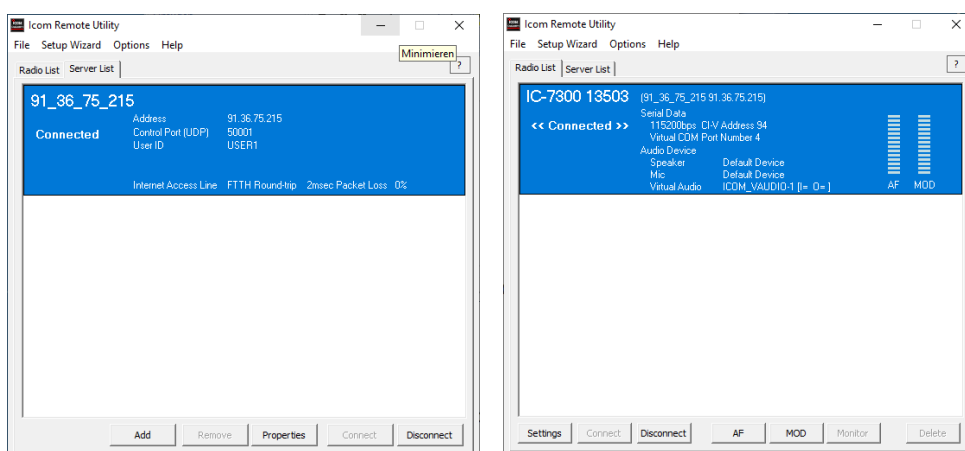 Icom Remote Utility
File Setup Wizard Options Help
Minimieren
?
Radio List Server List
91_36_75_215
Connected
Address 91.36.75.215
Control Port (UDP) 50001
User ID USER1
Internet Access Line FTTH Round-trip 2msec Packet Loss 0%
Add Remove Properties Connect Disconnect
Icom Remote Utility
File Setup Wizard Options Help
?
Radio List Server List
IC-7300 13503 (91_36_75_215 91.36.75.215)
<< Connected >>
Serial Data
115200bps CI-V Address 94
Virtual COM Port Number 4
Audio Device
Speaker Default Device
Mic Default Device
Virtual Audio ICOM_VAUDIO-1 [I= O= ]
AF MOD
Settings Connect Disconnect AF MOD Monitor Delete